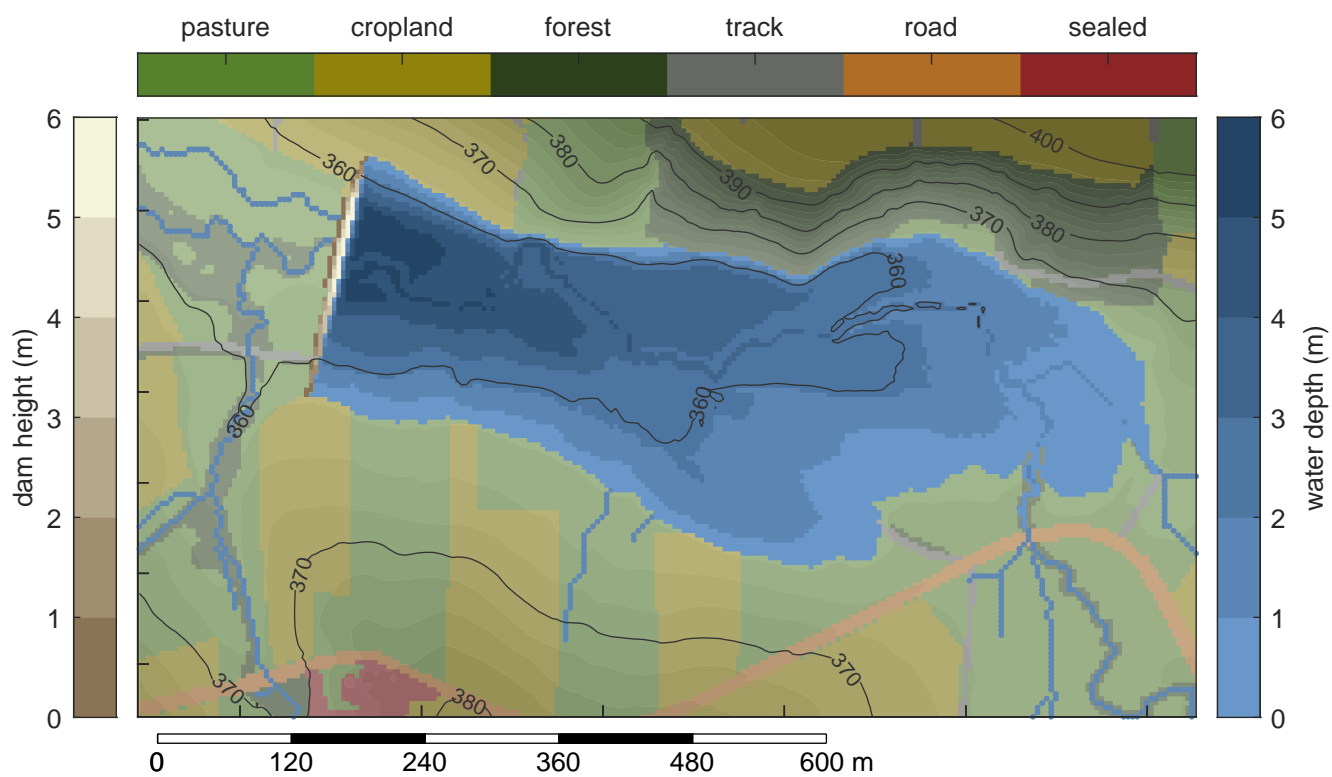 pasture cropland forest track road sealed
6 6
360 370 380 400
390
5 370 380 5
360
4 4
dam height (m) water depth (m)
3 3
360 360
2 2
370
1 1
370 370 380
0 0
0 120 240 360 480 600 m